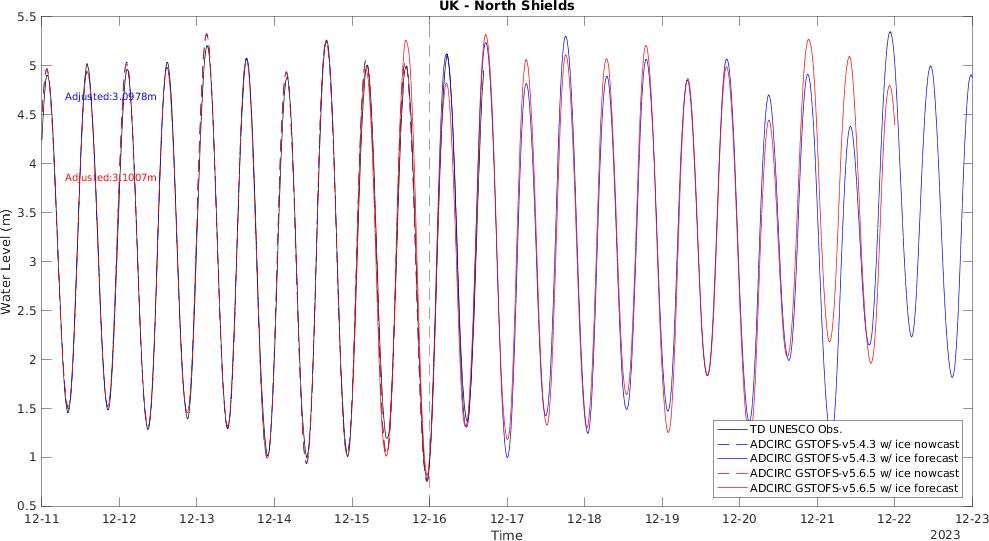 UK - North Shields
5.5
5
4.5
4
3.5
3
2.5
2
1.5
1
0.5
Water Level (m)
Adjusted:3.0978m
Adjusted:3.1007m
TD UNESCO Obs.
ADCIRC GSTOFS-v5.4.3 w/ ice nowcast
ADCIRC GSTOFS-v5.4.3 w/ ice forecast
ADCIRC GSTOFS-v5.6.5 w/ ice nowcast
ADCIRC GSTOFS-v5.6.5 w/ ice forecast
12-11 12-12 12-13 12-14 12-15 12-16 12-17 12-18 12-19 12-20 12-21 12-22 12-23
Time
2023